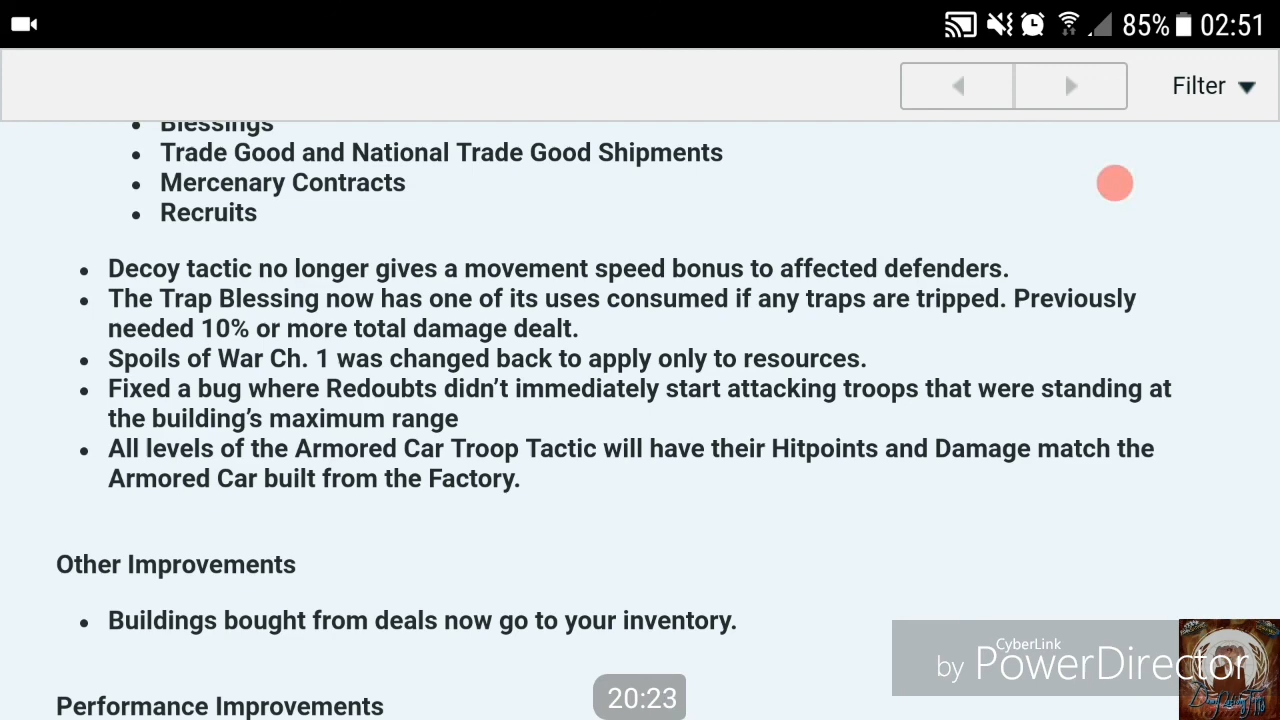 85% 02:51
Filter
Blessings
Trade Good and National Trade Good Shipments
Mercenary Contracts
Recruits
Decoy tactic no longer gives a movement speed bonus to affected defenders.
The Trap Blessing now has one of its uses consumed if any traps are tripped. Previously
needed 10% or more total damage dealt.
Spoils of War Ch. 1 was changed back to apply only to resources.
Fixed a bug where Redoubts didn’t immediately start attacking troops that were standing at
the building’s maximum range
All levels of the Armored Car Troop Tactic will have their Hitpoints and Damage match the
Armored Car built from the Factory.
Other Improvements
Buildings bought from deals now go to your inventory.
CyberLink
by PowerDirector
20:23
Performance Improvements